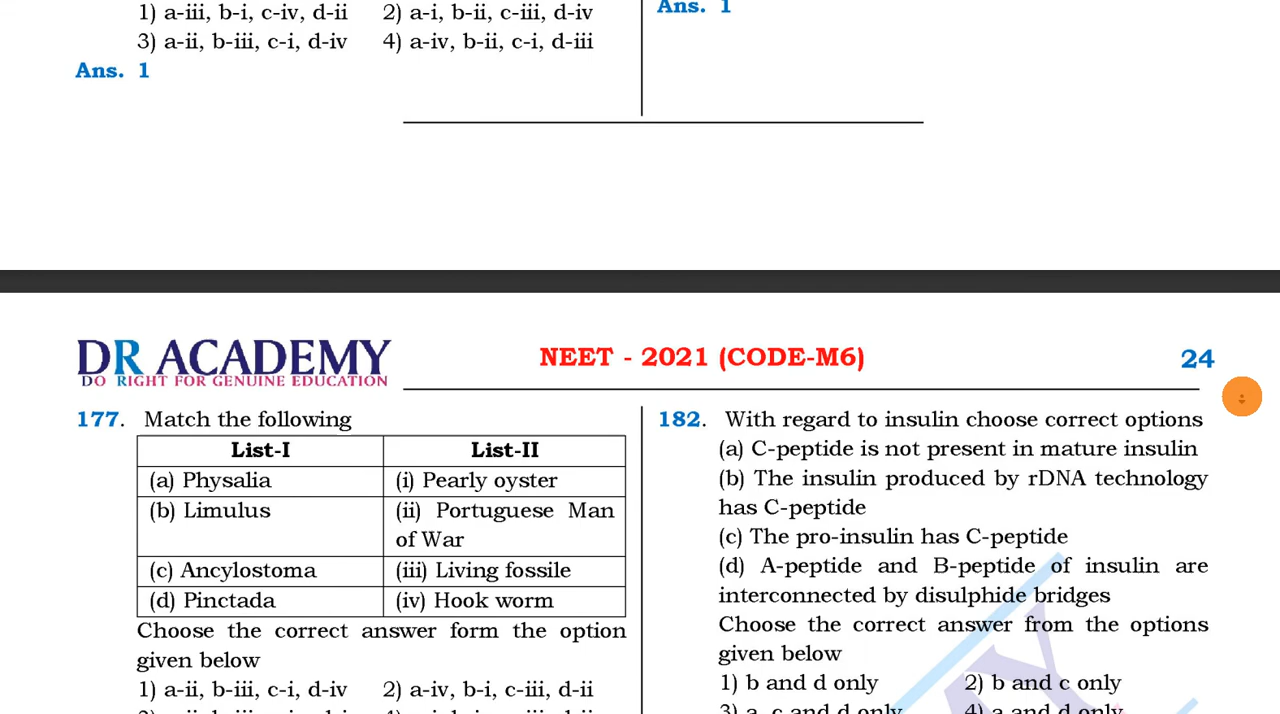 1) a-iii, b-i, c-iv, d-ii 2) a-i, b-ii, c-iii, d-iv
3) a-ii, b-iii, c-i, d-iv 4) a-iv, b-ii, c-i, d-iii
Ans. 1
Ans. 1
DR ACADEMY
DO RIGHT FOR GENUINE EDUCATION
NEET - 2021 (CODE-M6)
24
177. Match the following
List-I List-II
(a) Physalia (i) Pearly oyster
(b) Limulus (ii) Portuguese Man
of War
(c) Ancylostoma (iii) Living fossile
(d) Pinctada (iv) Hook worm
Choose the correct answer form the option
given below
1) a-ii, b-iii, c-i, d-iv 2) a-iv, b-i, c-iii, d-ii
182. With regard to insulin choose correct options
(a) C-peptide is not present in mature insulin
(b) The insulin produced by rDNA technology
has C-peptide
(c) The pro-insulin has C-peptide
(d) A-peptide and B-peptide of insulin are
interconnected by disulphide bridges
Choose the correct answer from the options
given below
1) b and d only 2) b and c only
3) a, c and d only 4) a and d only